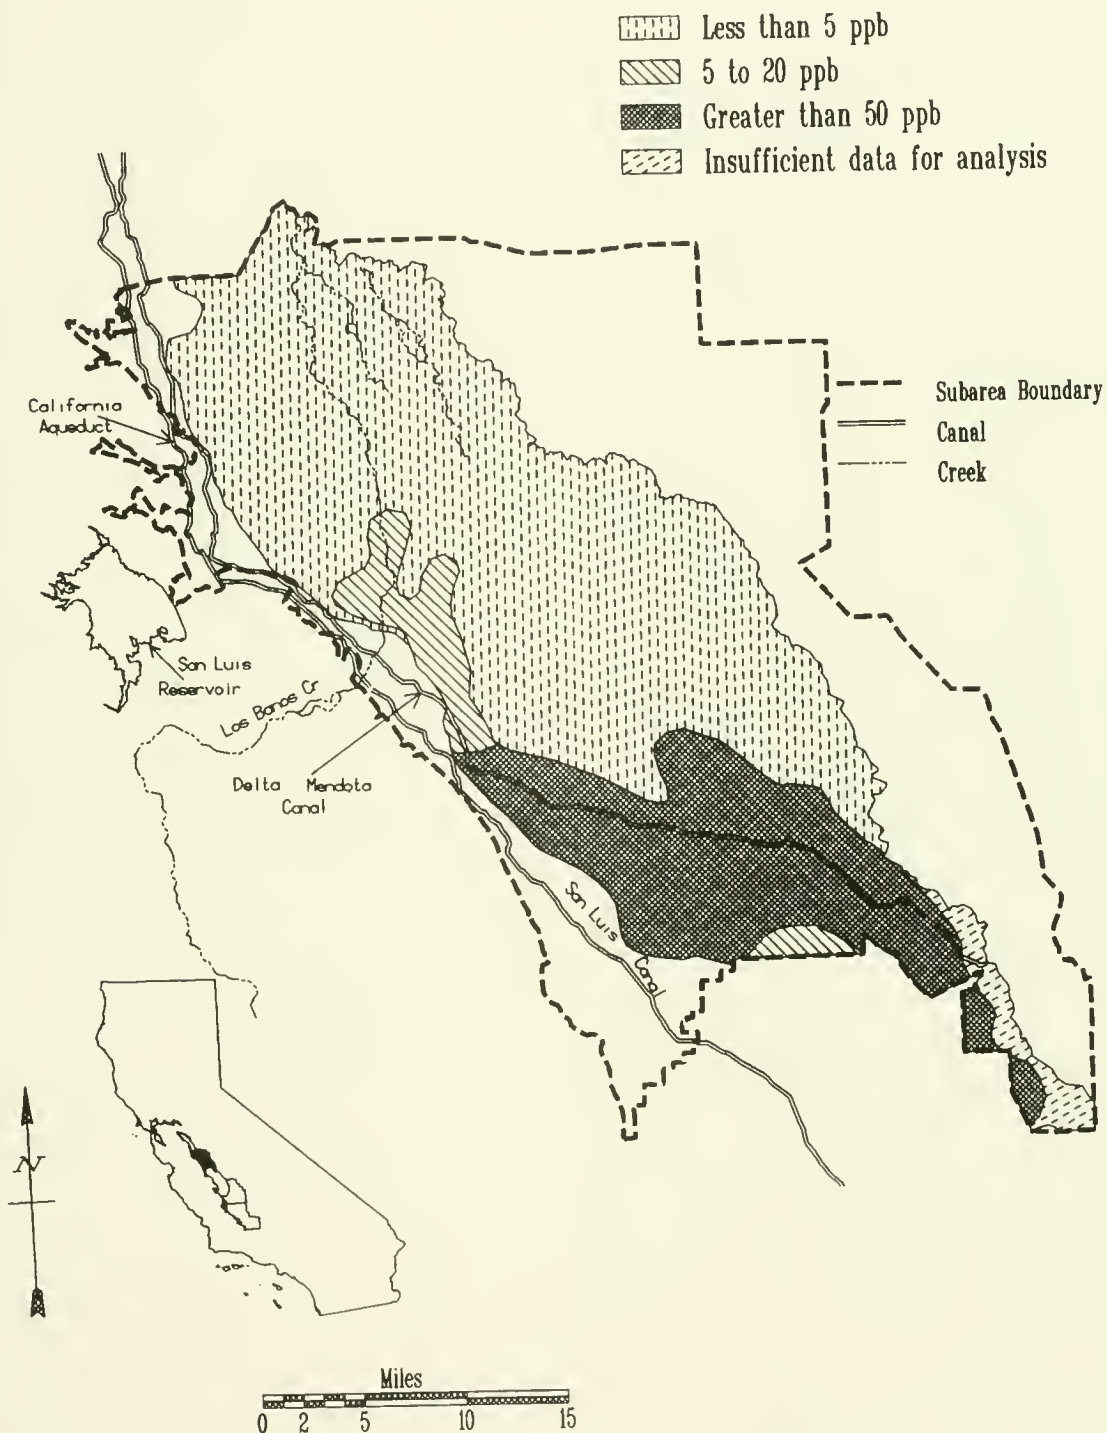 Less than 5 ppb
5 to 20 ppb
Greater than 50 ppb
Insufficient data for analysis
Subarea Boundary
Canal
Creek
California
Aqueduct
San Luis
Reservoir
Los Banos Cr
Delta Mendota
Canal
San Luis Canal
N
Miles
0 2 5 10 15